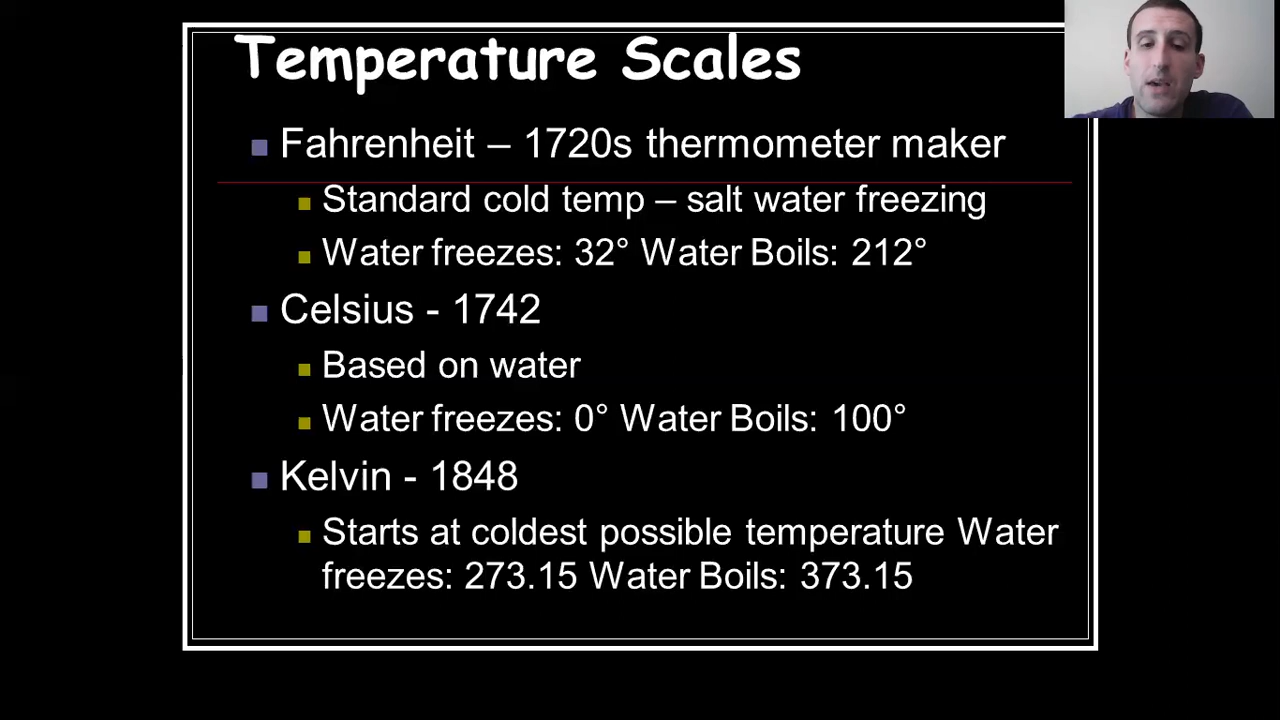 Temperature Scales
Fahrenheit – 1720s thermometer maker
Standard cold temp – salt water freezing
Water freezes: 32° Water Boils: 212°
Celsius - 1742
Based on water
Water freezes: 0° Water Boils: 100°
Kelvin - 1848
Starts at coldest possible temperature Water
freezes: 273.15 Water Boils: 373.15